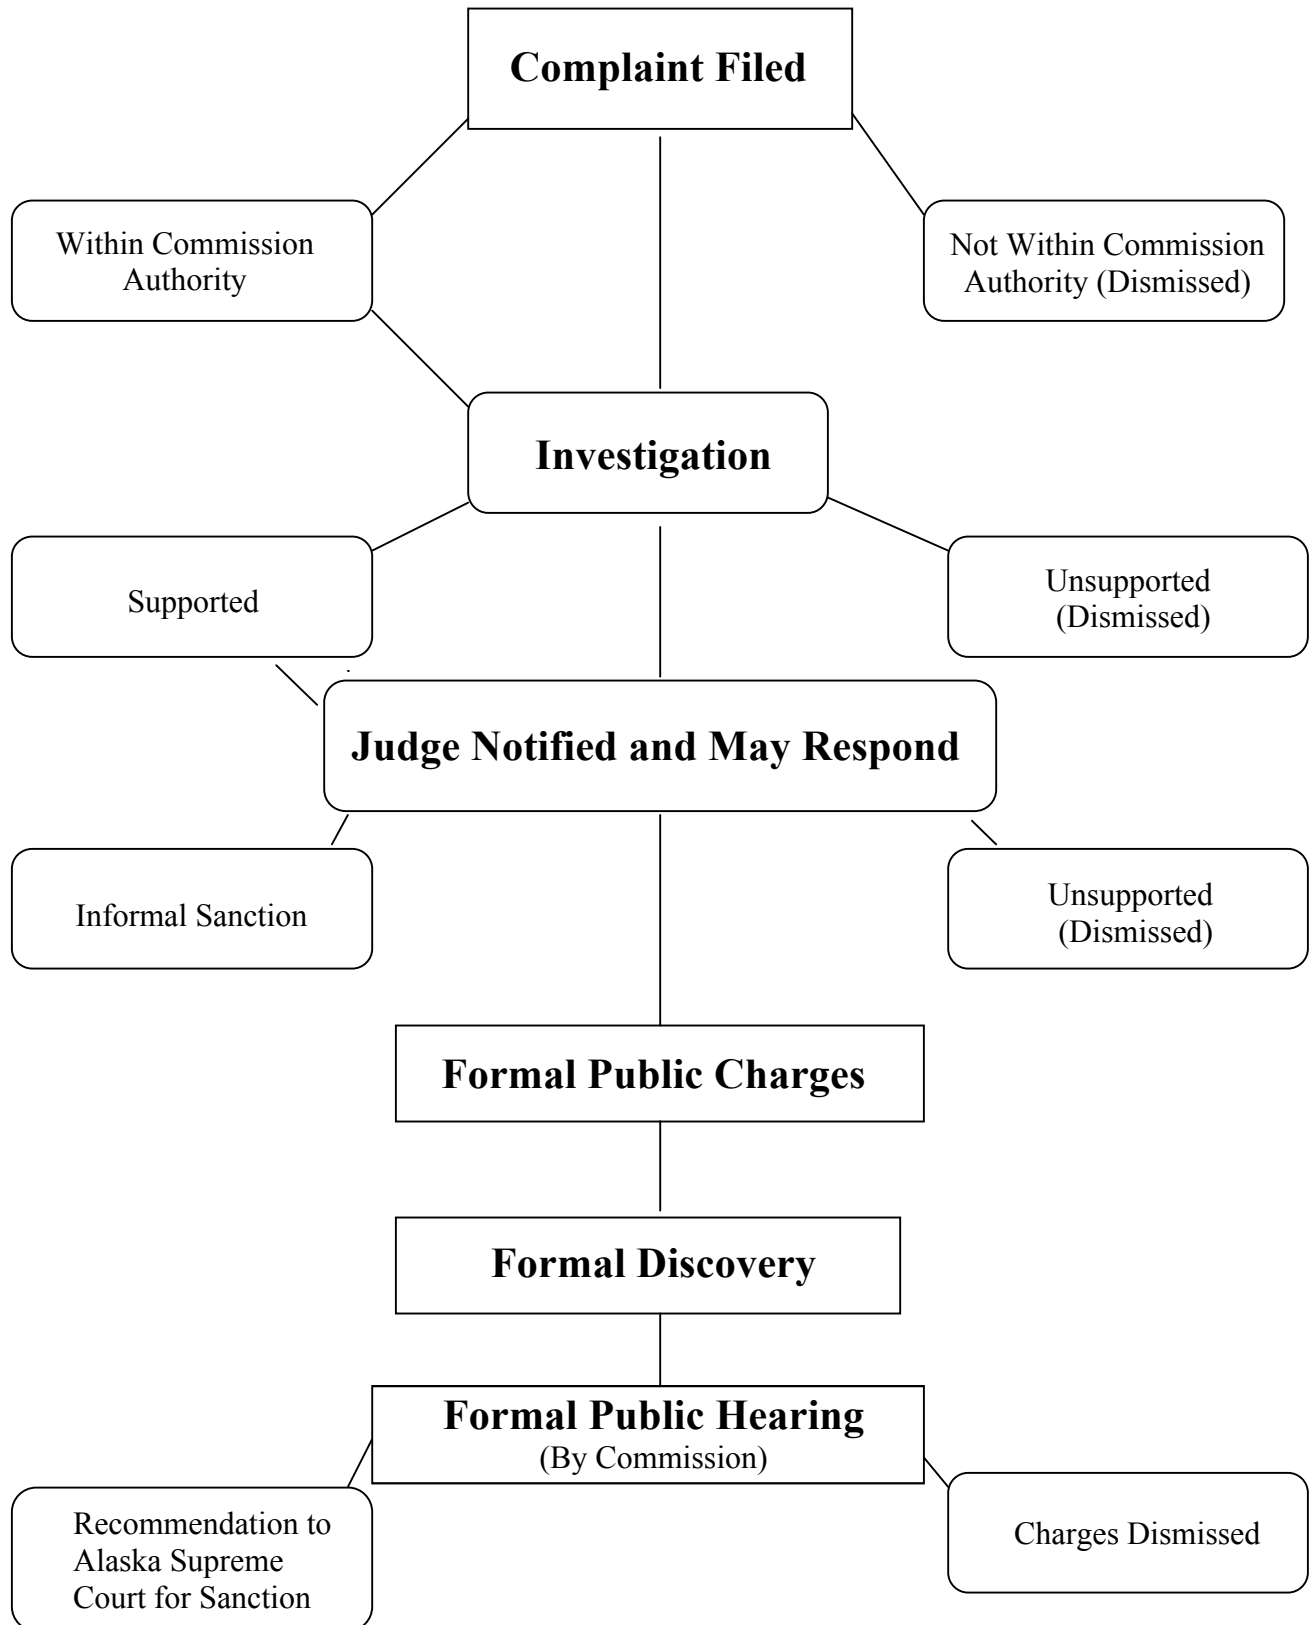 Complaint Filed
Within Commission
Authority
Not Within Commission
Authority (Dismissed)
Investigation
Supported
Unsupported
(Dismissed)
Judge Notified and May Respond
Informal Sanction
Unsupported
(Dismissed)
Formal Public Charges
Formal Discovery
Formal Public Hearing
(By Commission)
Recommendation to
Alaska Supreme
Court for Sanction
Charges Dismissed